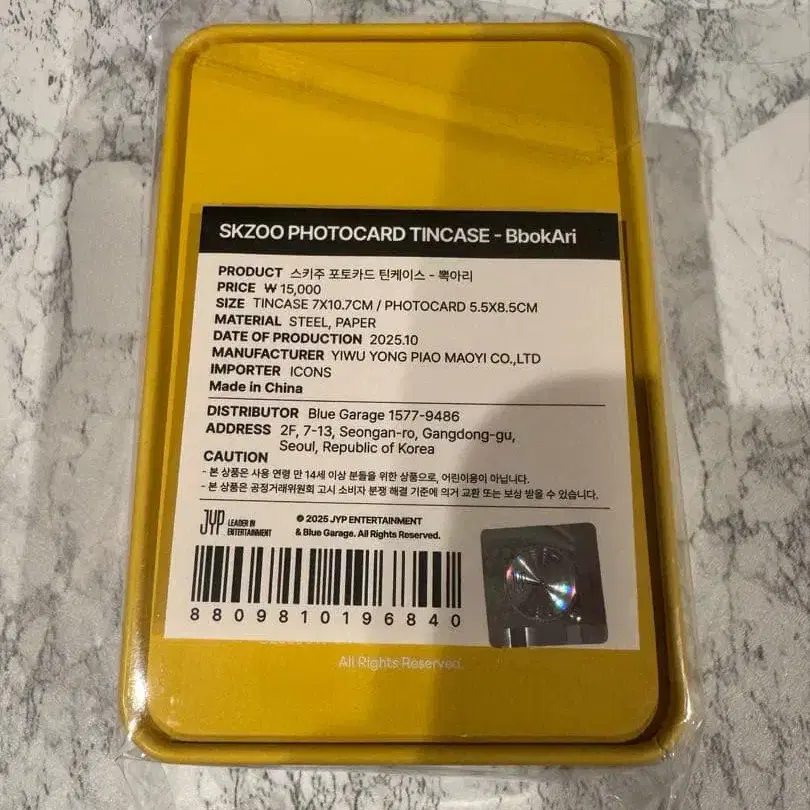 SKZOO PHOTOCARD TINCASE - BbokAri
PRODUCT 스키주 포토카드 틴케이스 - 뽁아리
PRICE ₩ 15,000
SIZE TINCASE 7X10.7CM / PHOTOCARD 5.5X8.5CM
MATERIAL STEEL, PAPER
DATE OF PRODUCTION 2025.10
MANUFACTURER YIWU YONG PIAO MAOYI CO.,LTD
IMPORTER ICONS
Made in China
DISTRIBUTOR Blue Garage 1577-9486
ADDRESS 2F, 7-13, Seongan-ro, Gangdong-gu,
Seoul, Republic of Korea
CAUTION
- 본 상품은 사용 연령 만 14세 이상 분들을 위한 상품으로, 어린이용이 아닙니다.
- 본 상품은 공정거래위원회 고시 소비자 분쟁 해결 기준에 의거 교환 또는 보상 받을 수 있습니다.
JYP LEADER IN
ENTERTAINMENT
© 2025 JYP ENTERTAINMENT
& Blue Garage. All Rights Reserved.
8809810196840
All Rights Reserved.